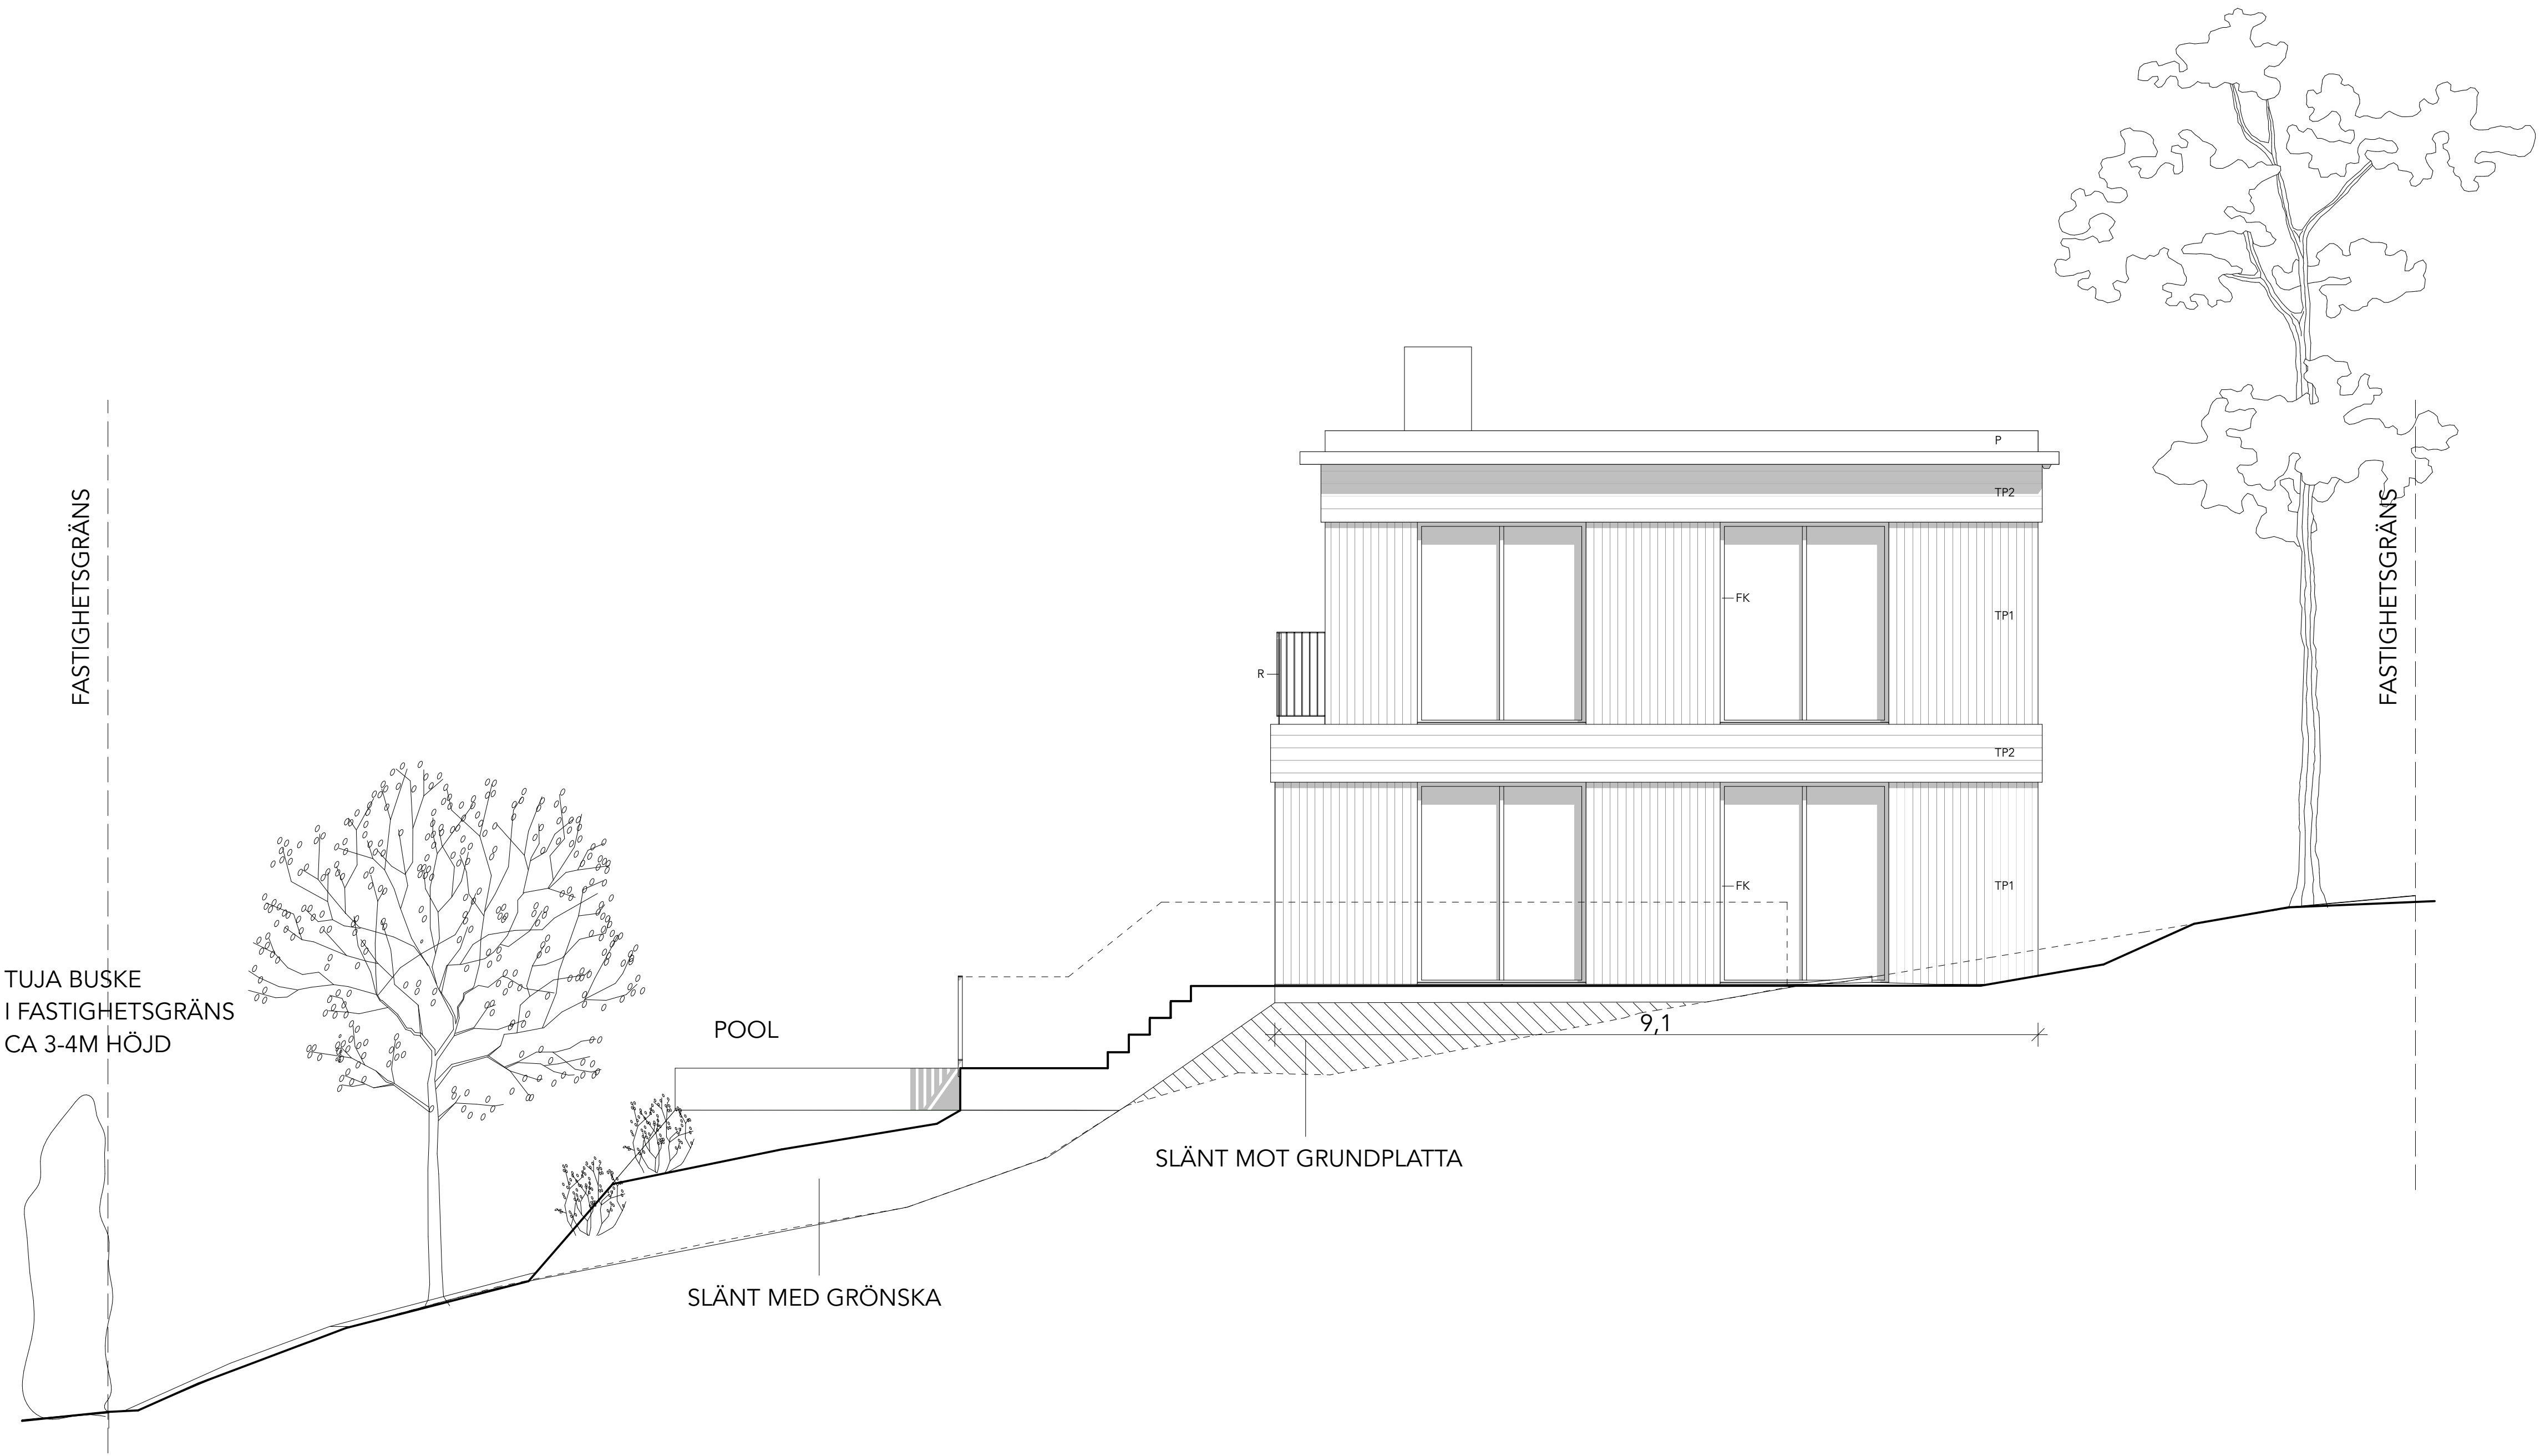 P
TP2
FASTIGHETSGRÄNS
FASTIGHETSGRÄNS
FK
TP1
R
TP2
FK
TP1
TUJA BUSKE
I FASTIGHETSGRÄNS
CA 3-4M HÖJD
POOL
9,1
SLÄNT MOT GRUNDPLATTA
SLÄNT MED GRÖNSKA